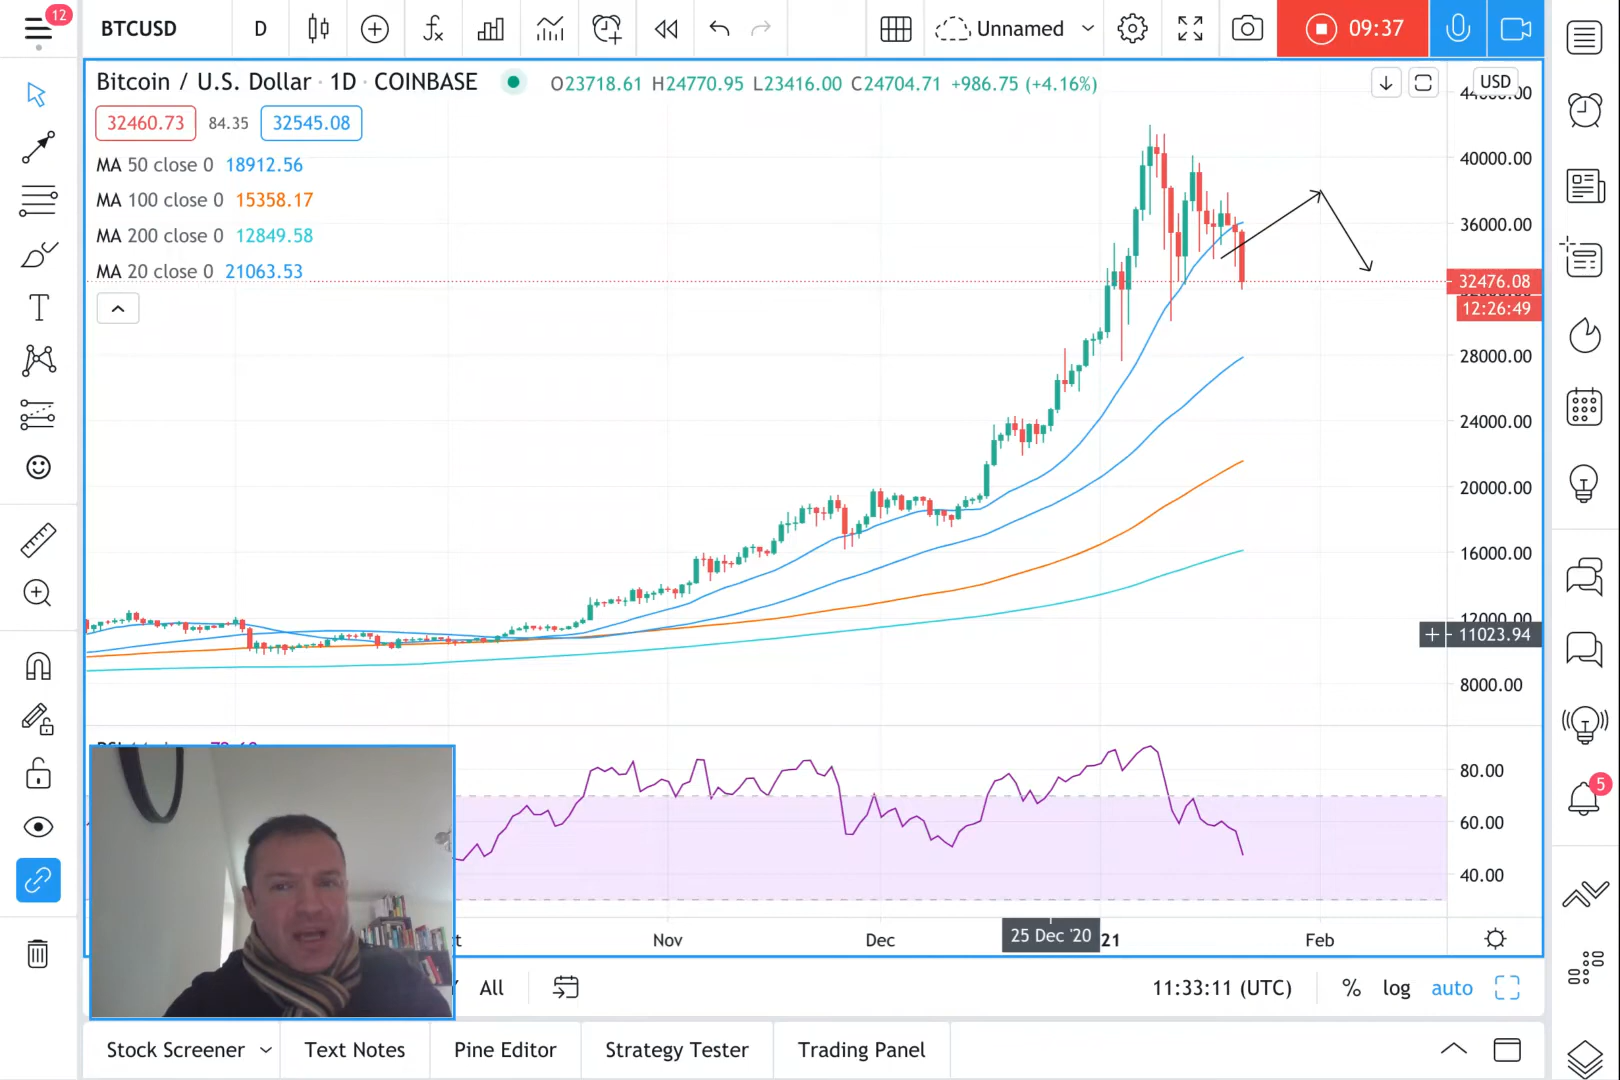 12
BTCUSD
D
Unnamed
09:37
Bitcoin / U.S. Dollar · 1D · COINBASE
O23718.61 H24770.95 L23416.00 C24704.71 +986.75 (+4.16%)
USD
32460.73
84.35
32545.08
MA 50 close 0 18912.56
MA 100 close 0 15358.17
MA 200 close 0 12849.58
MA 20 close 0 21063.53
40000.00
36000.00
32476.08
12:26:49
28000.00
24000.00
20000.00
16000.00
12000.00
11023.94
8000.00
80.00
60.00
40.00
5
Nov
Dec
25 Dec '20
21
Feb
All
11:33:11 (UTC)
%
log
auto
Stock Screener
Text Notes
Pine Editor
Strategy Tester
Trading Panel